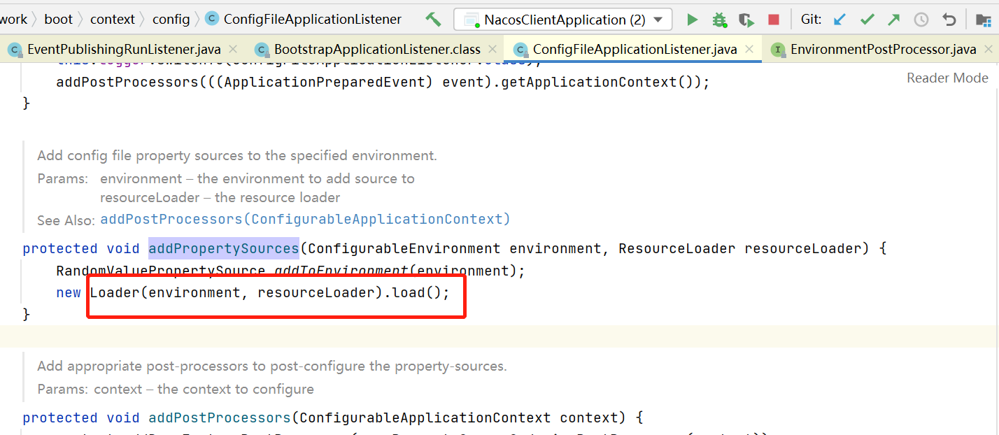 work boot context config ConfigFileApplicationListener NacosClientApplication (2) Git:
EventPublishingRunListener.java BootstrapApplicationListener.class ConfigFileApplicationListener.java EnvironmentPostProcessor.java
Reader Mode
addPostProcessors(((ApplicationPreparedEvent) event).getApplicationContext());
}
Add config file property sources to the specified environment.
Params: environment – the environment to add source to
resourceLoader – the resource loader
See Also: addPostProcessors(ConfigurableApplicationContext)
protected void addPropertySources(ConfigurableEnvironment environment, ResourceLoader resourceLoader) {
RandomValuePropertySource.addToEnvironment(environment);
new Loader(environment, resourceLoader).load();
}
Add appropriate post-processors to post-configure the property-sources.
Params: context – the context to configure
protected void addPostProcessors(ConfigurableApplicationContext context) {